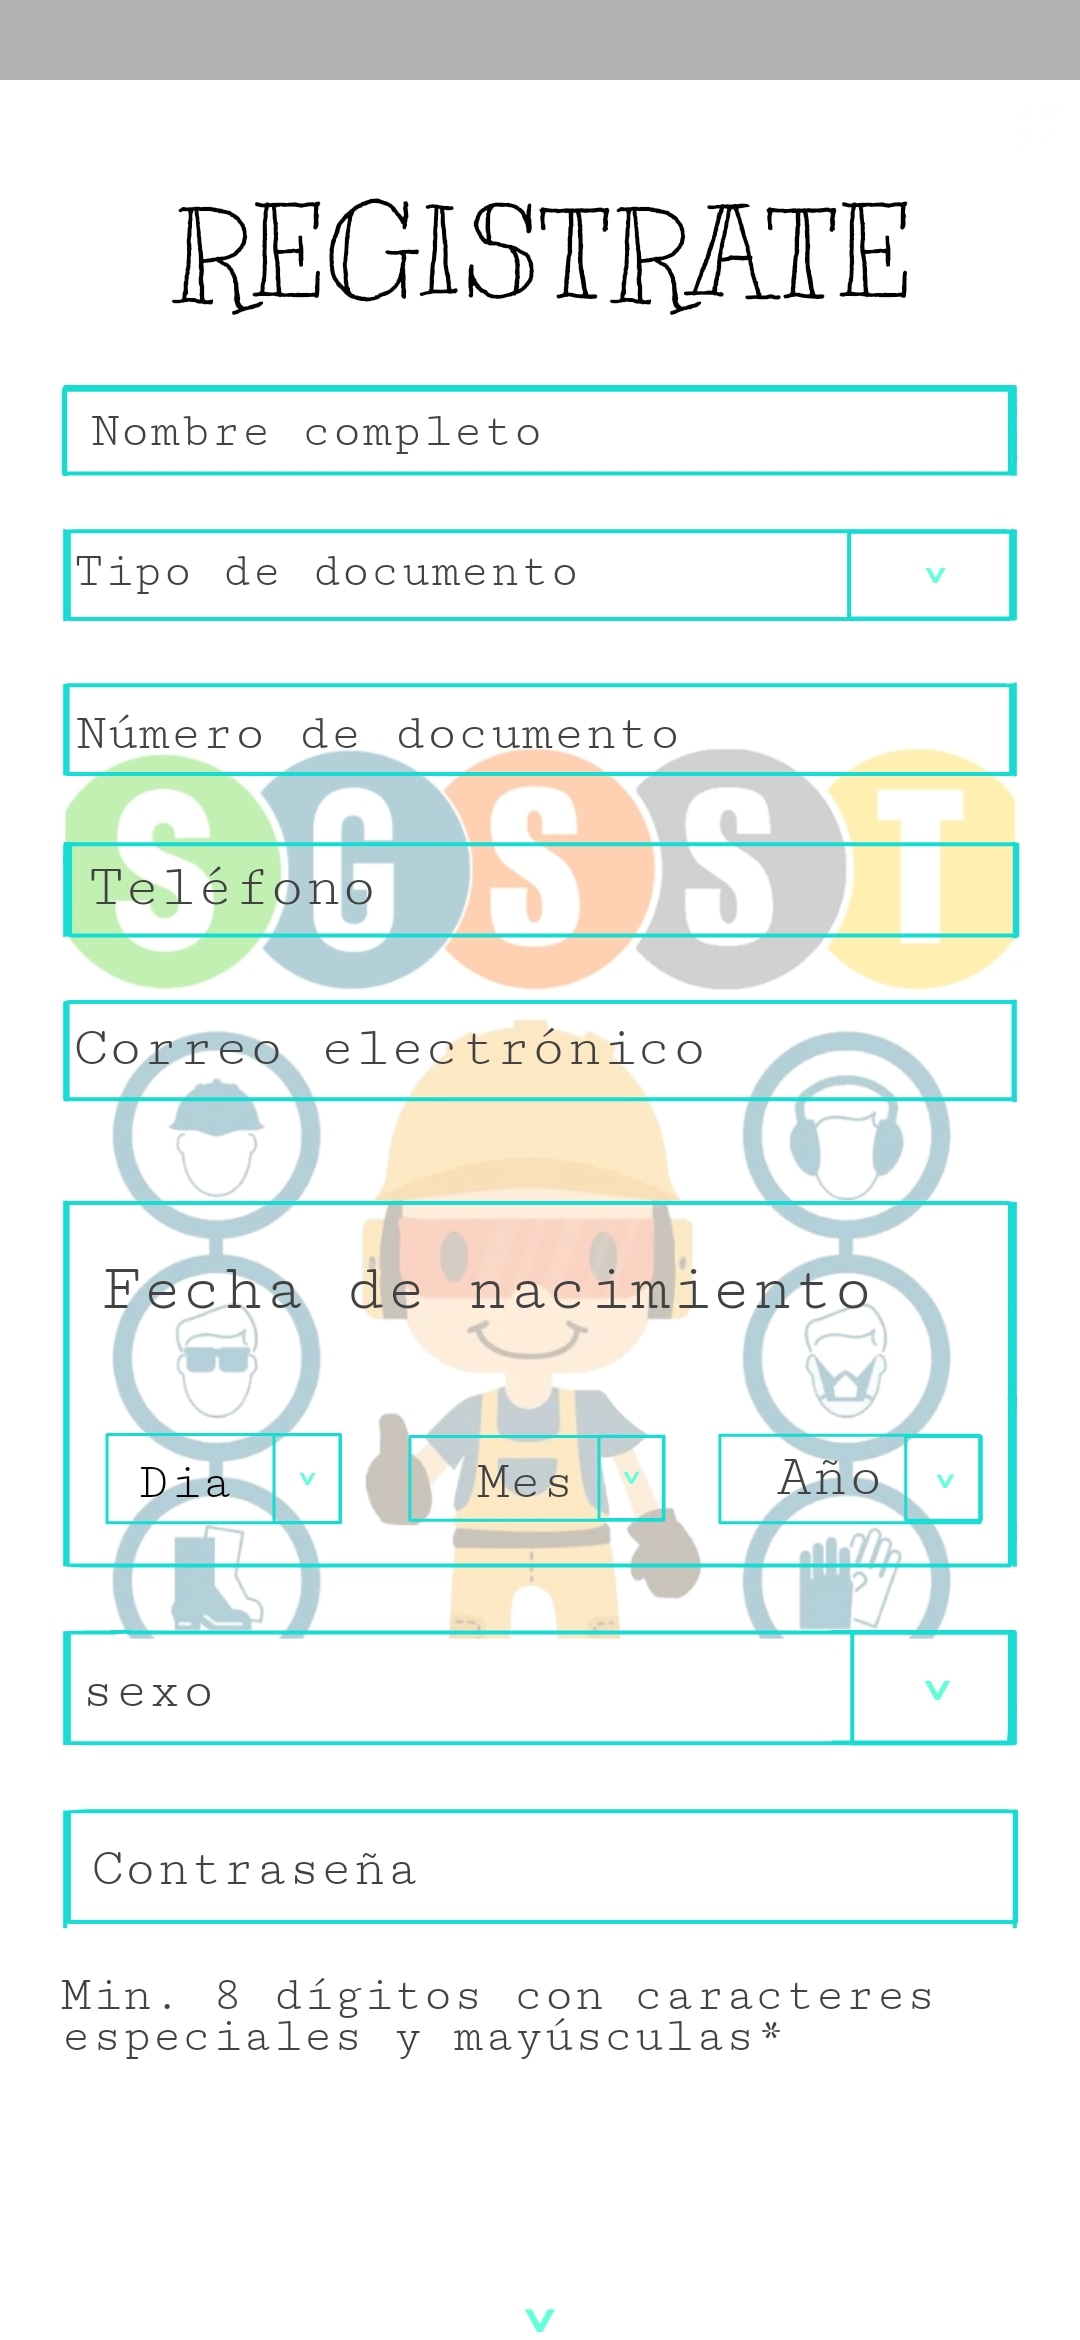 REGISTRATE
Nombre completo
Tipo de documento v
Número de documento
SGSST
Teléfono
Correo electrónico
Fecha de nacimiento
Dia v Mes v Año v
sexo v
Contraseña
Min. 8 dígitos con caracteres
especiales y mayúsculas*
v